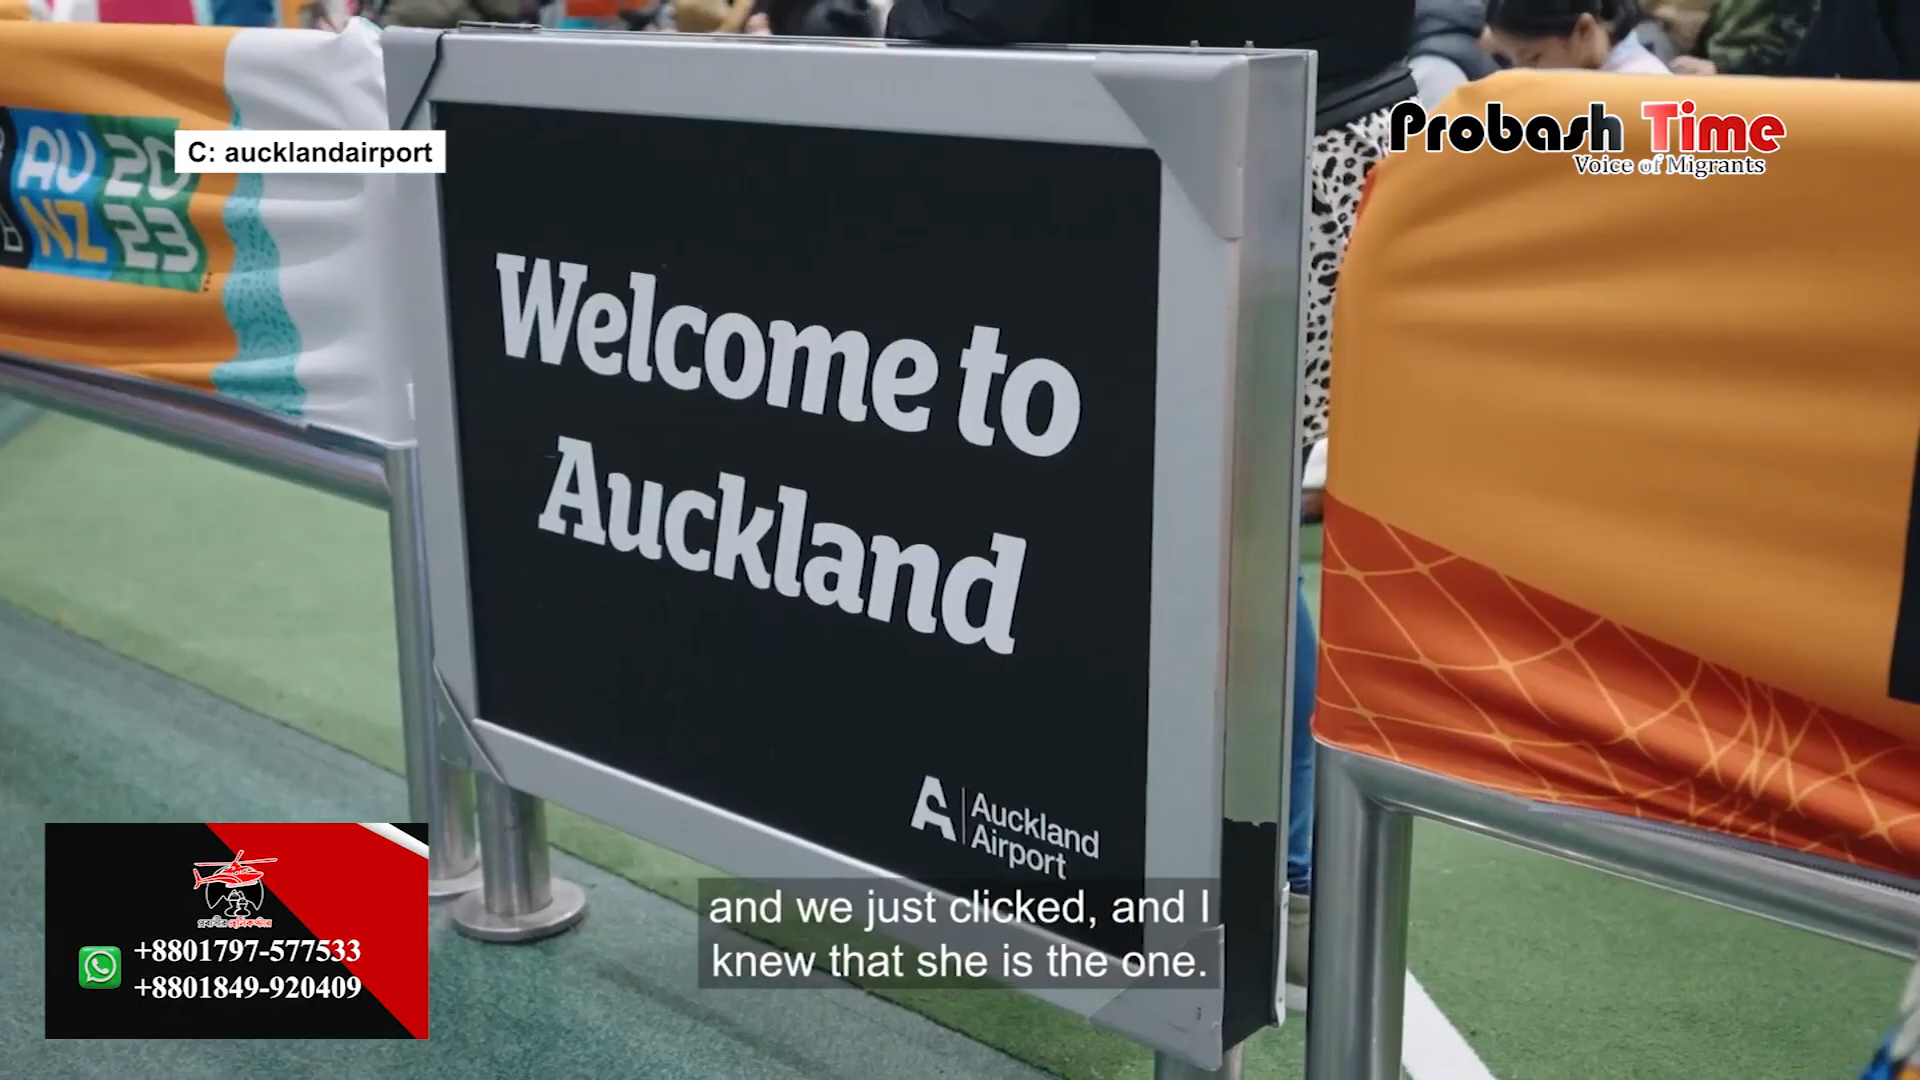 AU 20
NZ 23
C: aucklandairport
Probash Time
Voice of Migrants
Welcome to
Auckland
Auckland
Airport
and we just clicked, and I
knew that she is the one.
+8801797-577533
+8801849-920409